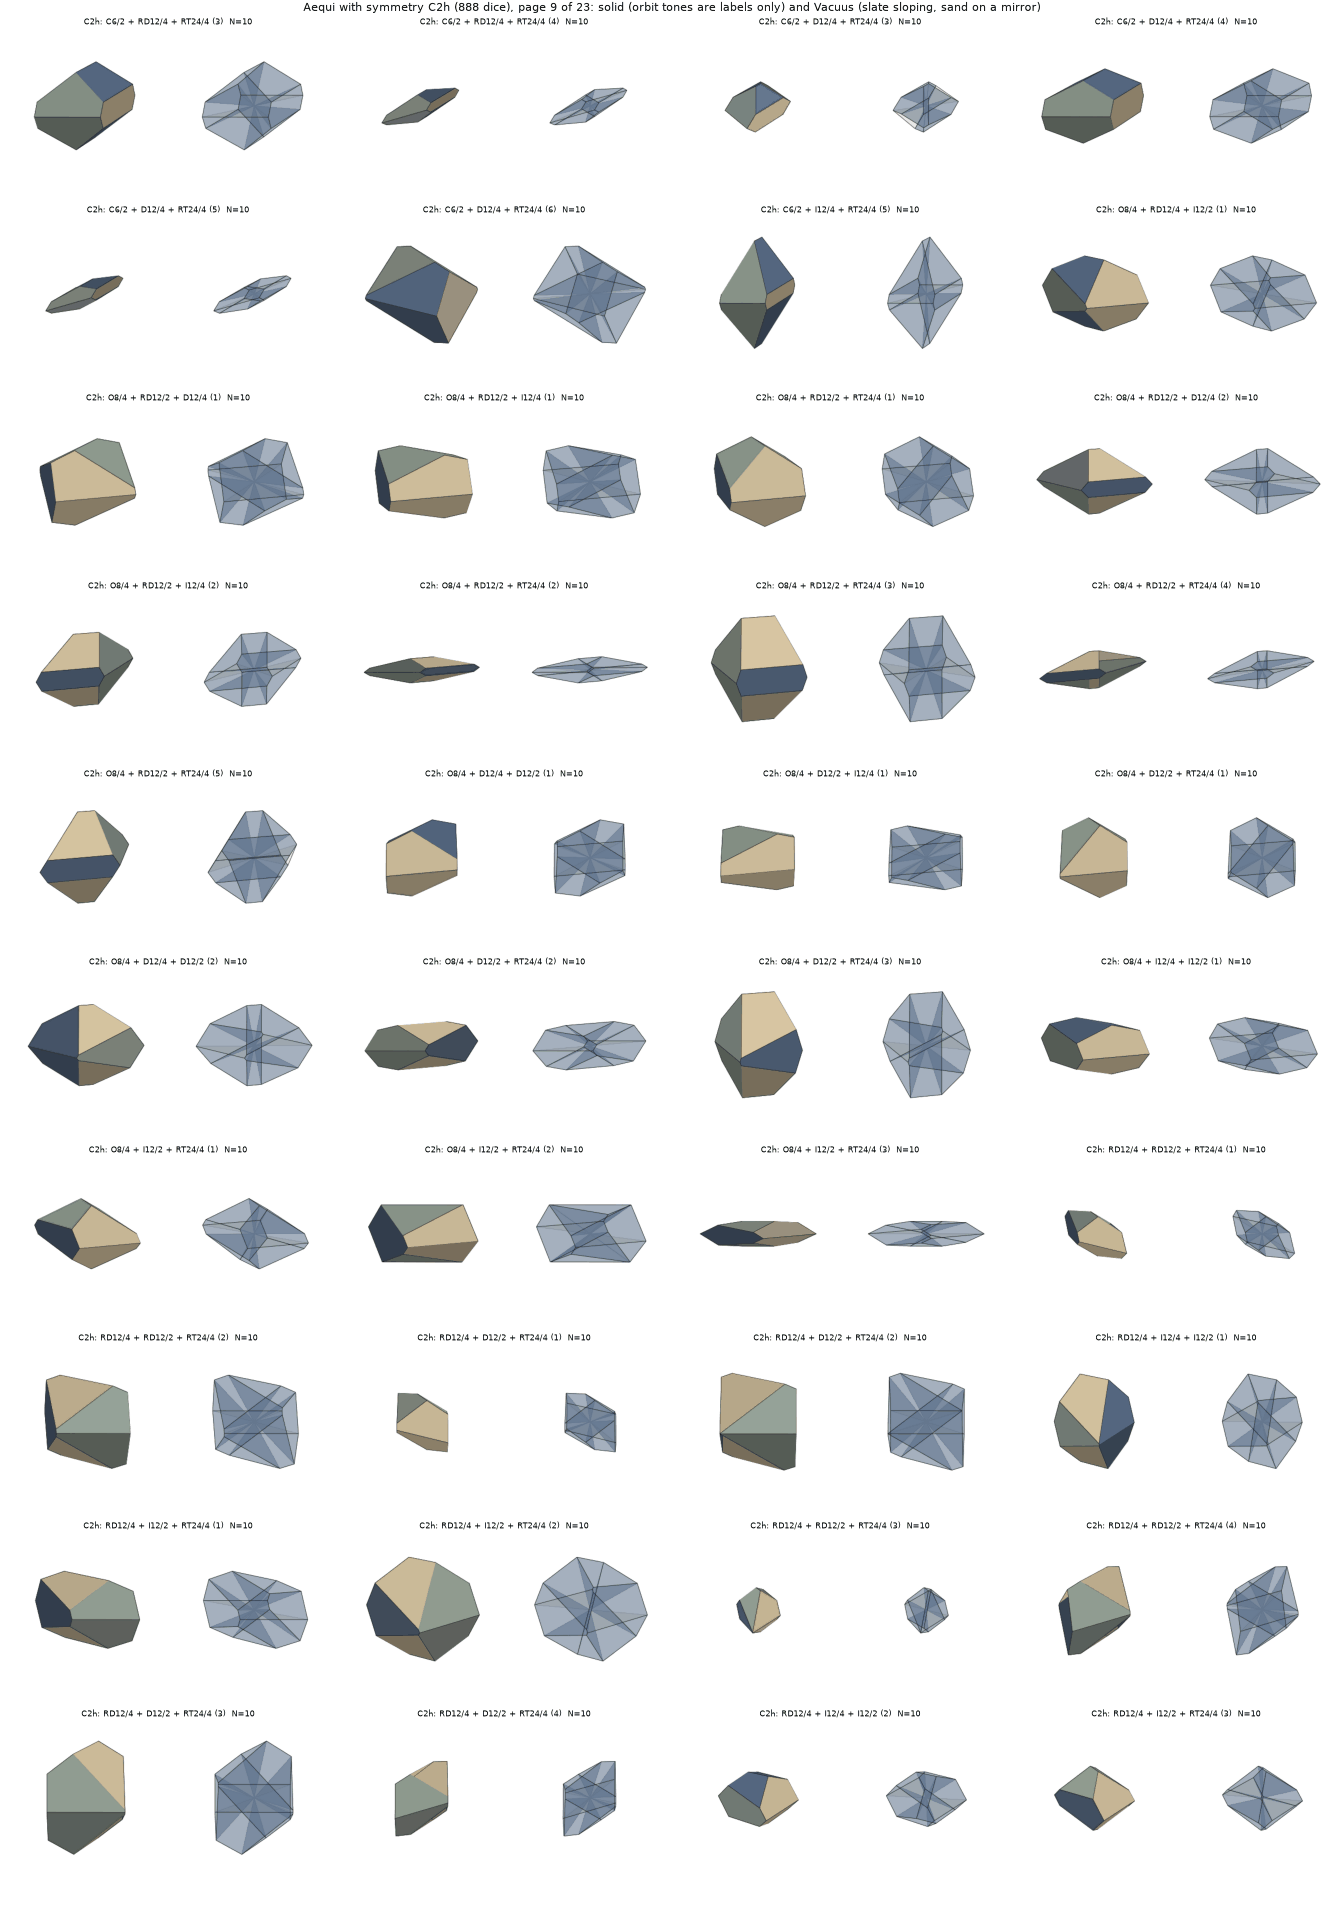 Aequi with symmetry C2h (888 dice), page 9 of 23: solid (orbit tones are labels only) and Vacuus (slate sloping, sand on a mirror)
C2h: C6/2 + RD12/4 + RT24/4 (3)  N=10
C2h: C6/2 + RD12/4 + RT24/4 (4)  N=10
C2h: C6/2 + D12/4 + RT24/4 (3)  N=10
C2h: C6/2 + D12/4 + RT24/4 (4)  N=10
C2h: C6/2 + D12/4 + RT24/4 (5)  N=10
C2h: C6/2 + D12/4 + RT24/4 (6)  N=10
C2h: C6/2 + I12/4 + RT24/4 (5)  N=10
C2h: O8/4 + RD12/4 + I12/2 (1)  N=10
C2h: O8/4 + RD12/2 + D12/4 (1)  N=10
C2h: O8/4 + RD12/2 + I12/4 (1)  N=10
C2h: O8/4 + RD12/2 + RT24/4 (1)  N=10
C2h: O8/4 + RD12/2 + D12/4 (2)  N=10
C2h: O8/4 + RD12/2 + I12/4 (2)  N=10
C2h: O8/4 + RD12/2 + RT24/4 (2)  N=10
C2h: O8/4 + RD12/2 + RT24/4 (3)  N=10
C2h: O8/4 + RD12/2 + RT24/4 (4)  N=10
C2h: O8/4 + RD12/2 + RT24/4 (5)  N=10
C2h: O8/4 + D12/4 + D12/2 (1)  N=10
C2h: O8/4 + D12/2 + I12/4 (1)  N=10
C2h: O8/4 + D12/2 + RT24/4 (1)  N=10
C2h: O8/4 + D12/4 + D12/2 (2)  N=10
C2h: O8/4 + D12/2 + RT24/4 (2)  N=10
C2h: O8/4 + D12/2 + RT24/4 (3)  N=10
C2h: O8/4 + I12/4 + I12/2 (1)  N=10
C2h: O8/4 + I12/2 + RT24/4 (1)  N=10
C2h: O8/4 + I12/2 + RT24/4 (2)  N=10
C2h: O8/4 + I12/2 + RT24/4 (3)  N=10
C2h: RD12/4 + RD12/2 + RT24/4 (1)  N=10
C2h: RD12/4 + RD12/2 + RT24/4 (2)  N=10
C2h: RD12/4 + D12/2 + RT24/4 (1)  N=10
C2h: RD12/4 + D12/2 + RT24/4 (2)  N=10
C2h: RD12/4 + I12/4 + I12/2 (1)  N=10
C2h: RD12/4 + I12/2 + RT24/4 (1)  N=10
C2h: RD12/4 + I12/2 + RT24/4 (2)  N=10
C2h: RD12/4 + RD12/2 + RT24/4 (3)  N=10
C2h: RD12/4 + RD12/2 + RT24/4 (4)  N=10
C2h: RD12/4 + D12/2 + RT24/4 (3)  N=10
C2h: RD12/4 + D12/2 + RT24/4 (4)  N=10
C2h: RD12/4 + I12/4 + I12/2 (2)  N=10
C2h: RD12/4 + I12/2 + RT24/4 (3)  N=10